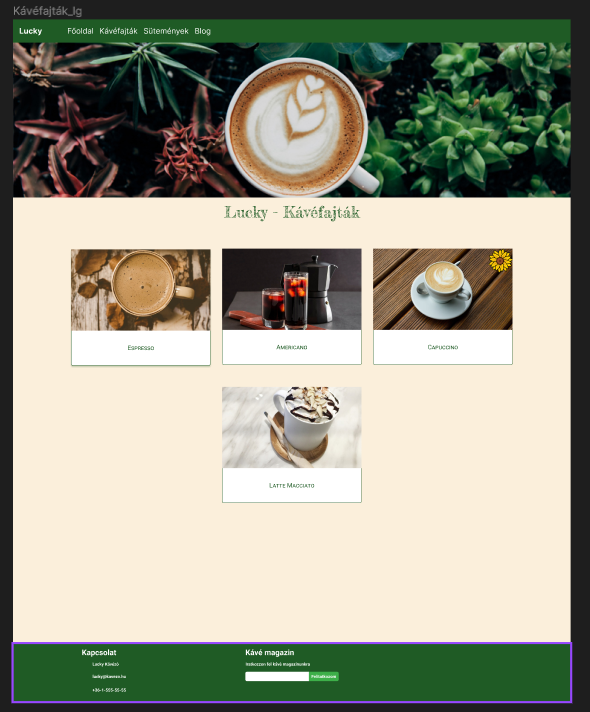 Kávéfajták_lg
Lucky Főoldal Kávéfajták Sütemények Blog
Lucky - Kávéfajták
Espresso
Americano
Capuccino
Latte Macciato
Kapcsolat
Lucky Kávézó
lucky@kavezo.hu
+36-1-555-55-55
Kávé magazin
Iratkozzon fel kávé magazinunkra
Feliratkozom